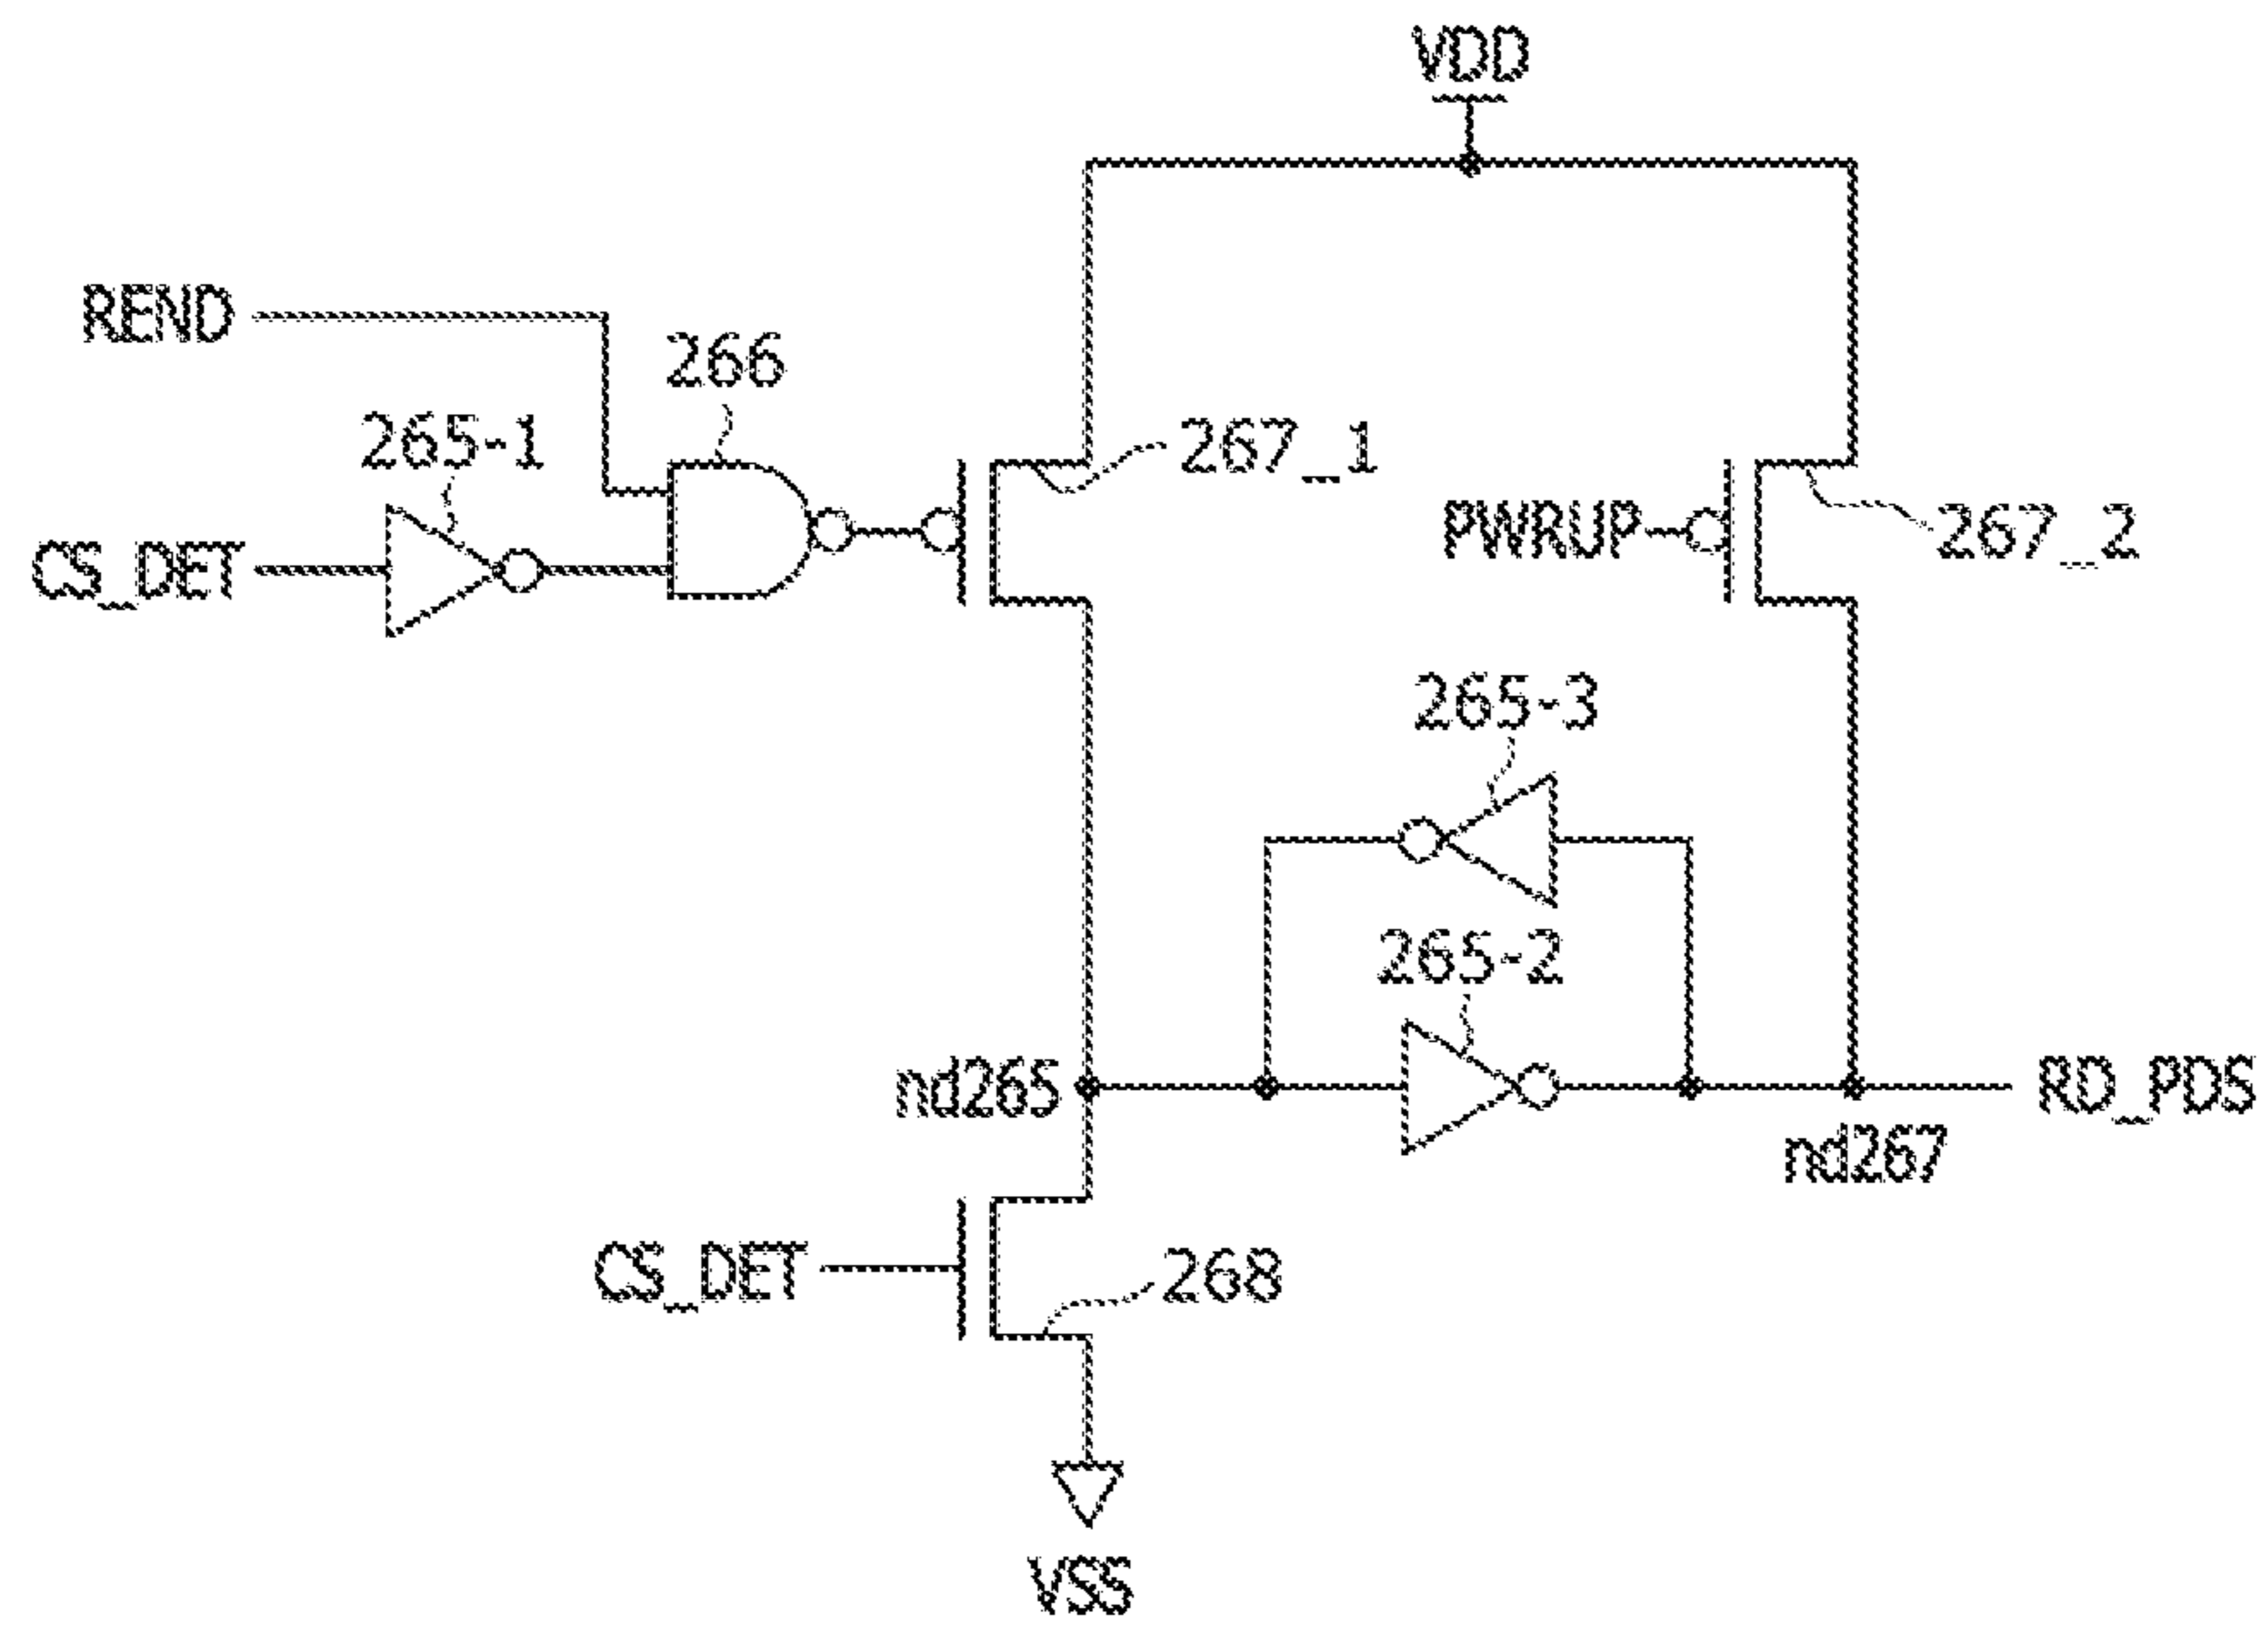 VDD
REND
266
265-1
267_1
CS_DET
PWRUP
267_2
265-3
265-2
nd265
RD_PDS
nd267
CS_DET
268
VSS